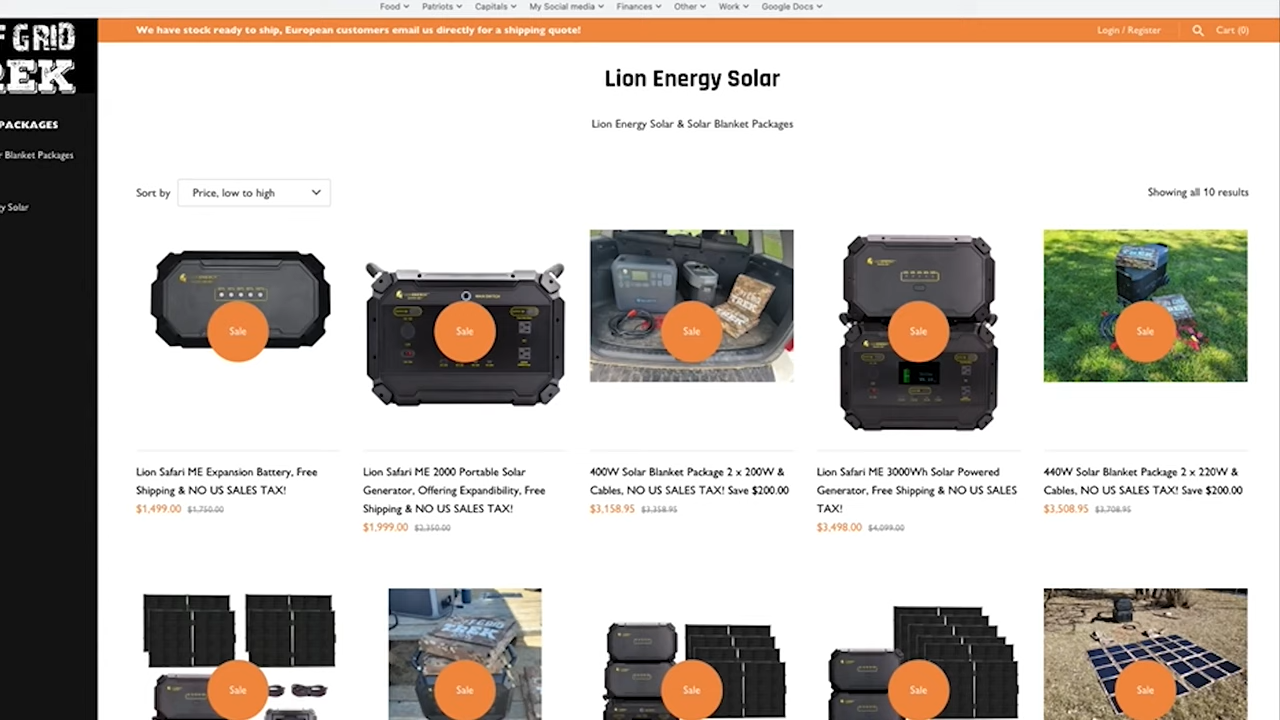 Food
Patriots
Capitals
My Social media
Finances
Other
Work
Google Docs
GRID
REK
We have stock ready to ship, European customers email us directly for a shipping quote!
Login / Register
Cart (0)
PACKAGES
Blanket Packages
Solar
Lion Energy Solar
Lion Energy Solar & Solar Blanket Packages
Sort by
Price, low to high
Showing all 10 results
Sale
Sale
Sale
Sale
Sale
TREK
Lion Safari ME Expansion Battery, Free
Shipping & NO US SALES TAX!
$1,499.00 $1,750.00
Lion Safari ME 2000 Portable Solar
Generator, Offering Expandibility, Free
Shipping & NO US SALES TAX!
$1,999.00 $2,350.00
400W Solar Blanket Package 2 x 200W &
Cables, NO US SALES TAX! Save $200.00
$3,158.95 $3,358.95
Lion Safari ME 3000Wh Solar Powered
Generator, Free Shipping & NO US SALES
TAX!
$3,498.00 $4,099.00
440W Solar Blanket Package 2 x 220W &
Cables, NO US SALES TAX! Save $200.00
$3,508.95 $3,708.95
TREK
Sale
Sale
Sale
Sale
Sale